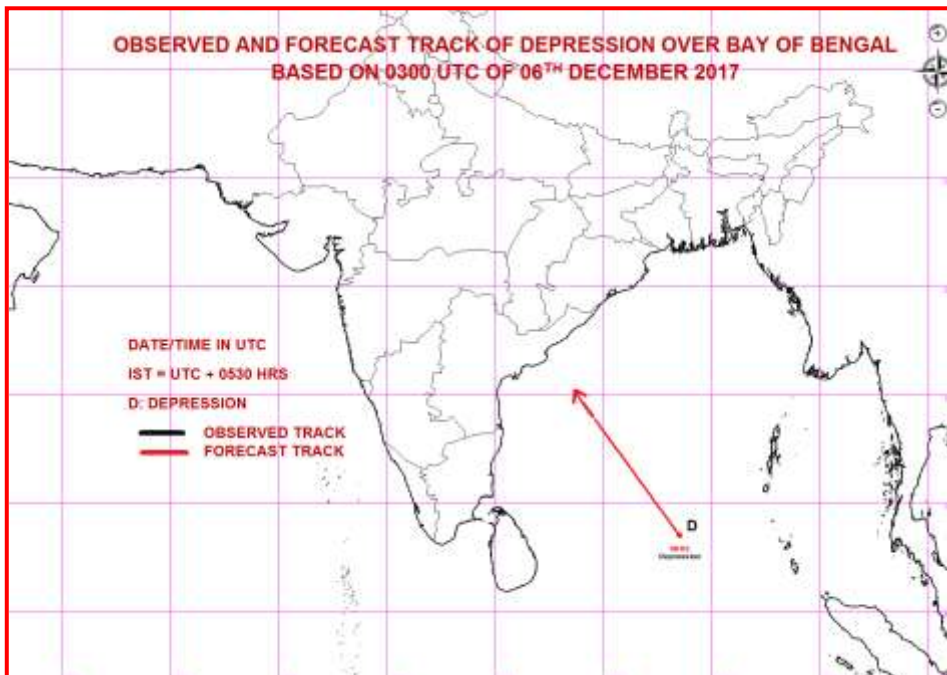 OBSERVED AND FORECAST TRACK OF DEPRESSION OVER BAY OF BENGAL
BASED ON 0300 UTC OF 06TH DECEMBER 2017
DATE/TIME IN UTC
IST = UTC + 0530 HRS
D: DEPRESSION
OBSERVED TRACK
FORECAST TRACK
D
Depression